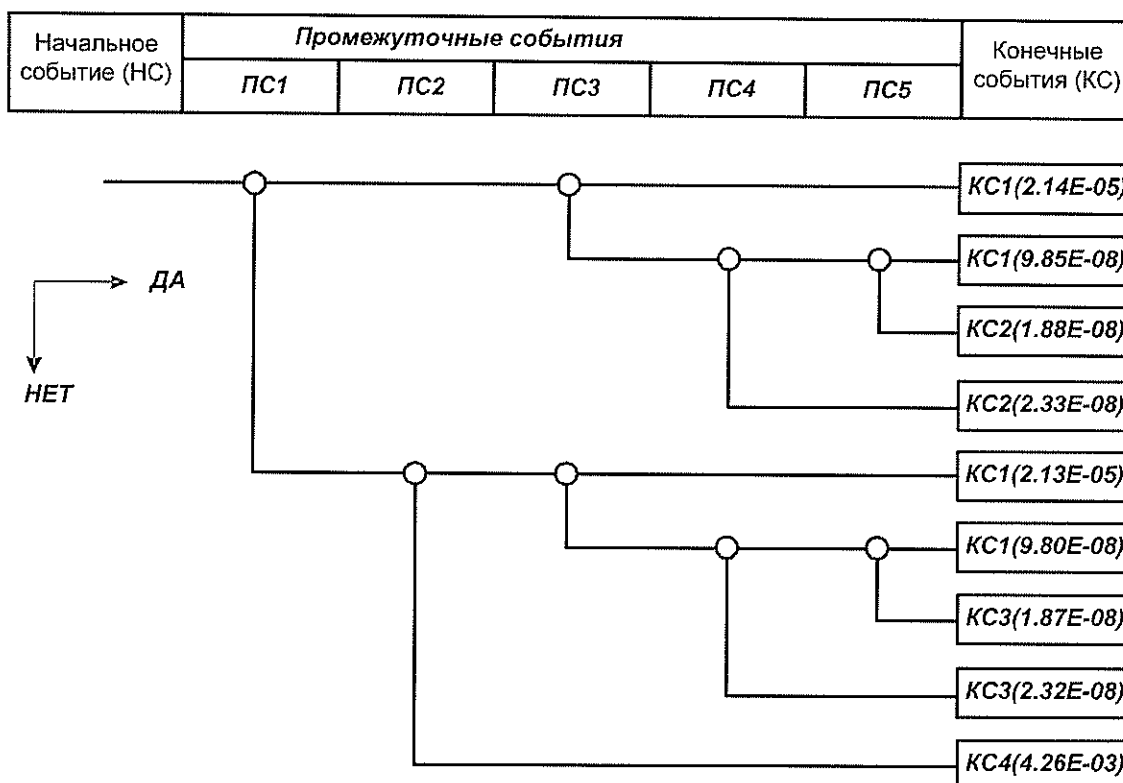 Начальное событие (НС)
Промежуточные события
Конечные события (КС)
ПС1
ПС2
ПС3
ПС4
ПС5
КС1(2.14E-05)
КС1(9.85E-08)
ДА
КС2(1.88E-08)
НЕТ
КС2(2.33E-08)
КС1(2.13E-05)
КС1(9.80E-08)
КС3(1.87E-08)
КС3(2.32E-08)
КС4(4.26E-03)